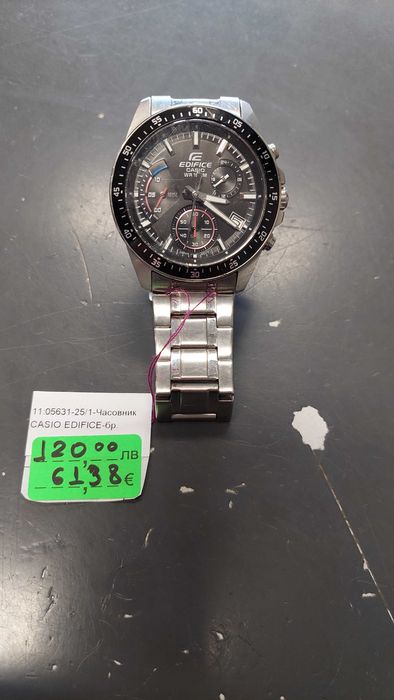 EDIFICE
CASIO
11.05631-25/1-Часовник
CASIO EDIFICE-бр.
120,00 ЛВ
61,38 €